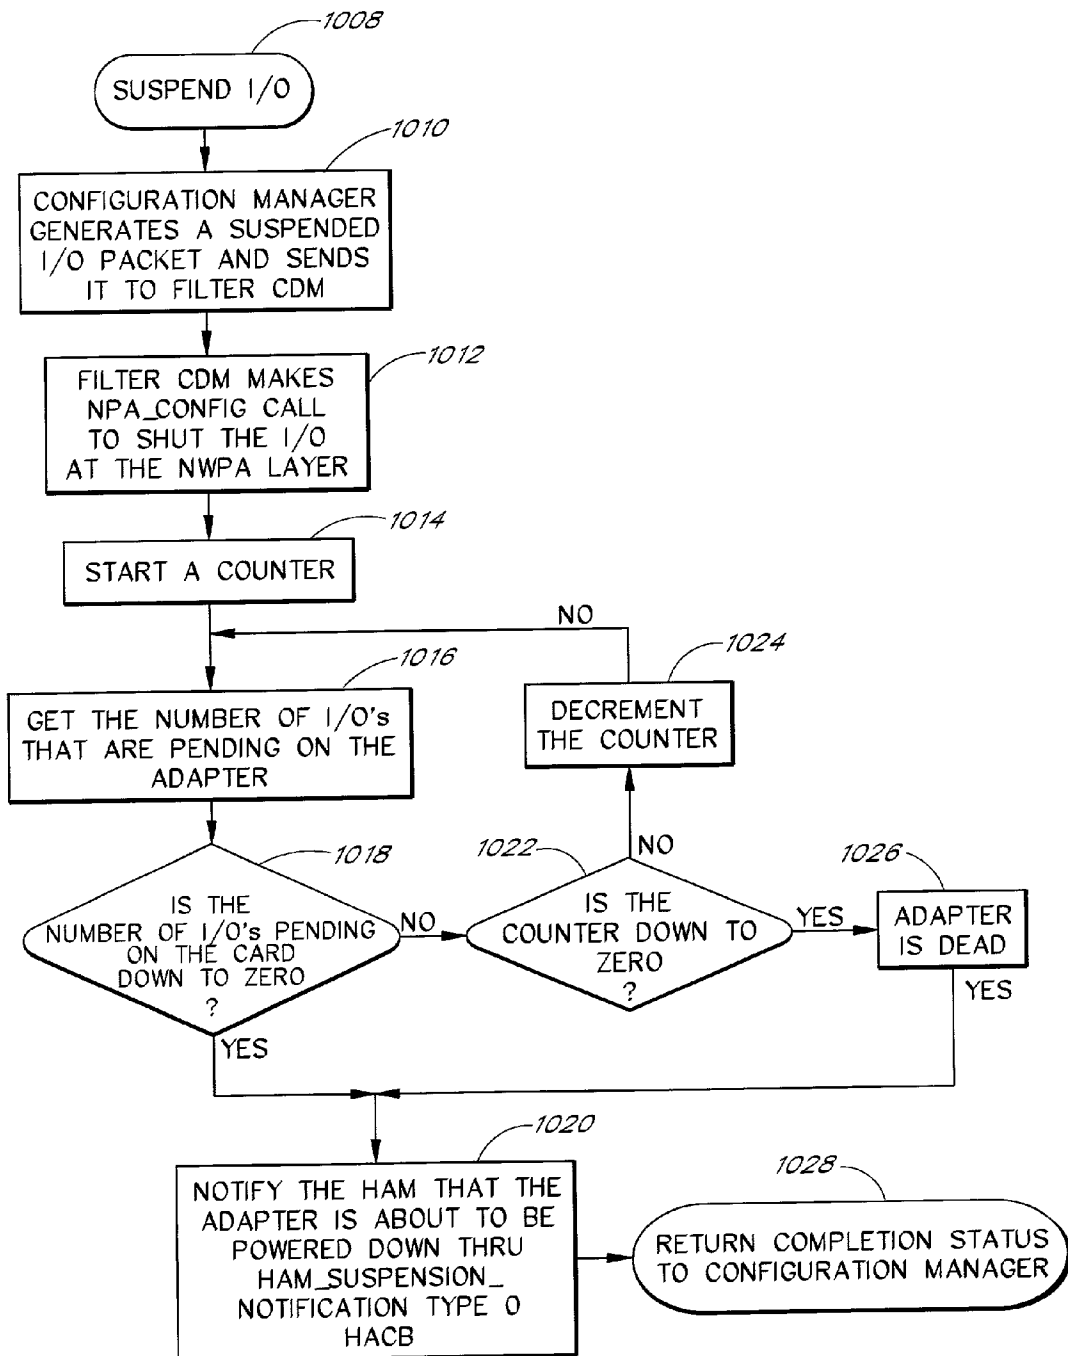 1008
SUSPEND I/O
1010
CONFIGURATION MANAGER
GENERATES A SUSPENDED
I/O PACKET AND SENDS
IT TO FILTER CDM
1012
FILTER CDM MAKES
NPA_CONFIG CALL
TO SHUT THE I/O
AT THE NWPA LAYER
1014
START A COUNTER
NO
1016
GET THE NUMBER OF I/O's
THAT ARE PENDING ON THE
ADAPTER
1024
DECREMENT
THE COUNTER
1018
IS THE
NUMBER OF I/O's PENDING
ON THE CARD
DOWN TO ZERO
?
NO
YES
1022
NO
IS THE
COUNTER DOWN TO
ZERO
?
YES
1026
ADAPTER
IS DEAD
YES
1020
NOTIFY THE HAM THAT THE
ADAPTER IS ABOUT TO BE
POWERED DOWN THRU
HAM_SUSPENSION_
NOTIFICATION TYPE 0
HACB
1028
RETURN COMPLETION STATUS
TO CONFIGURATION MANAGER